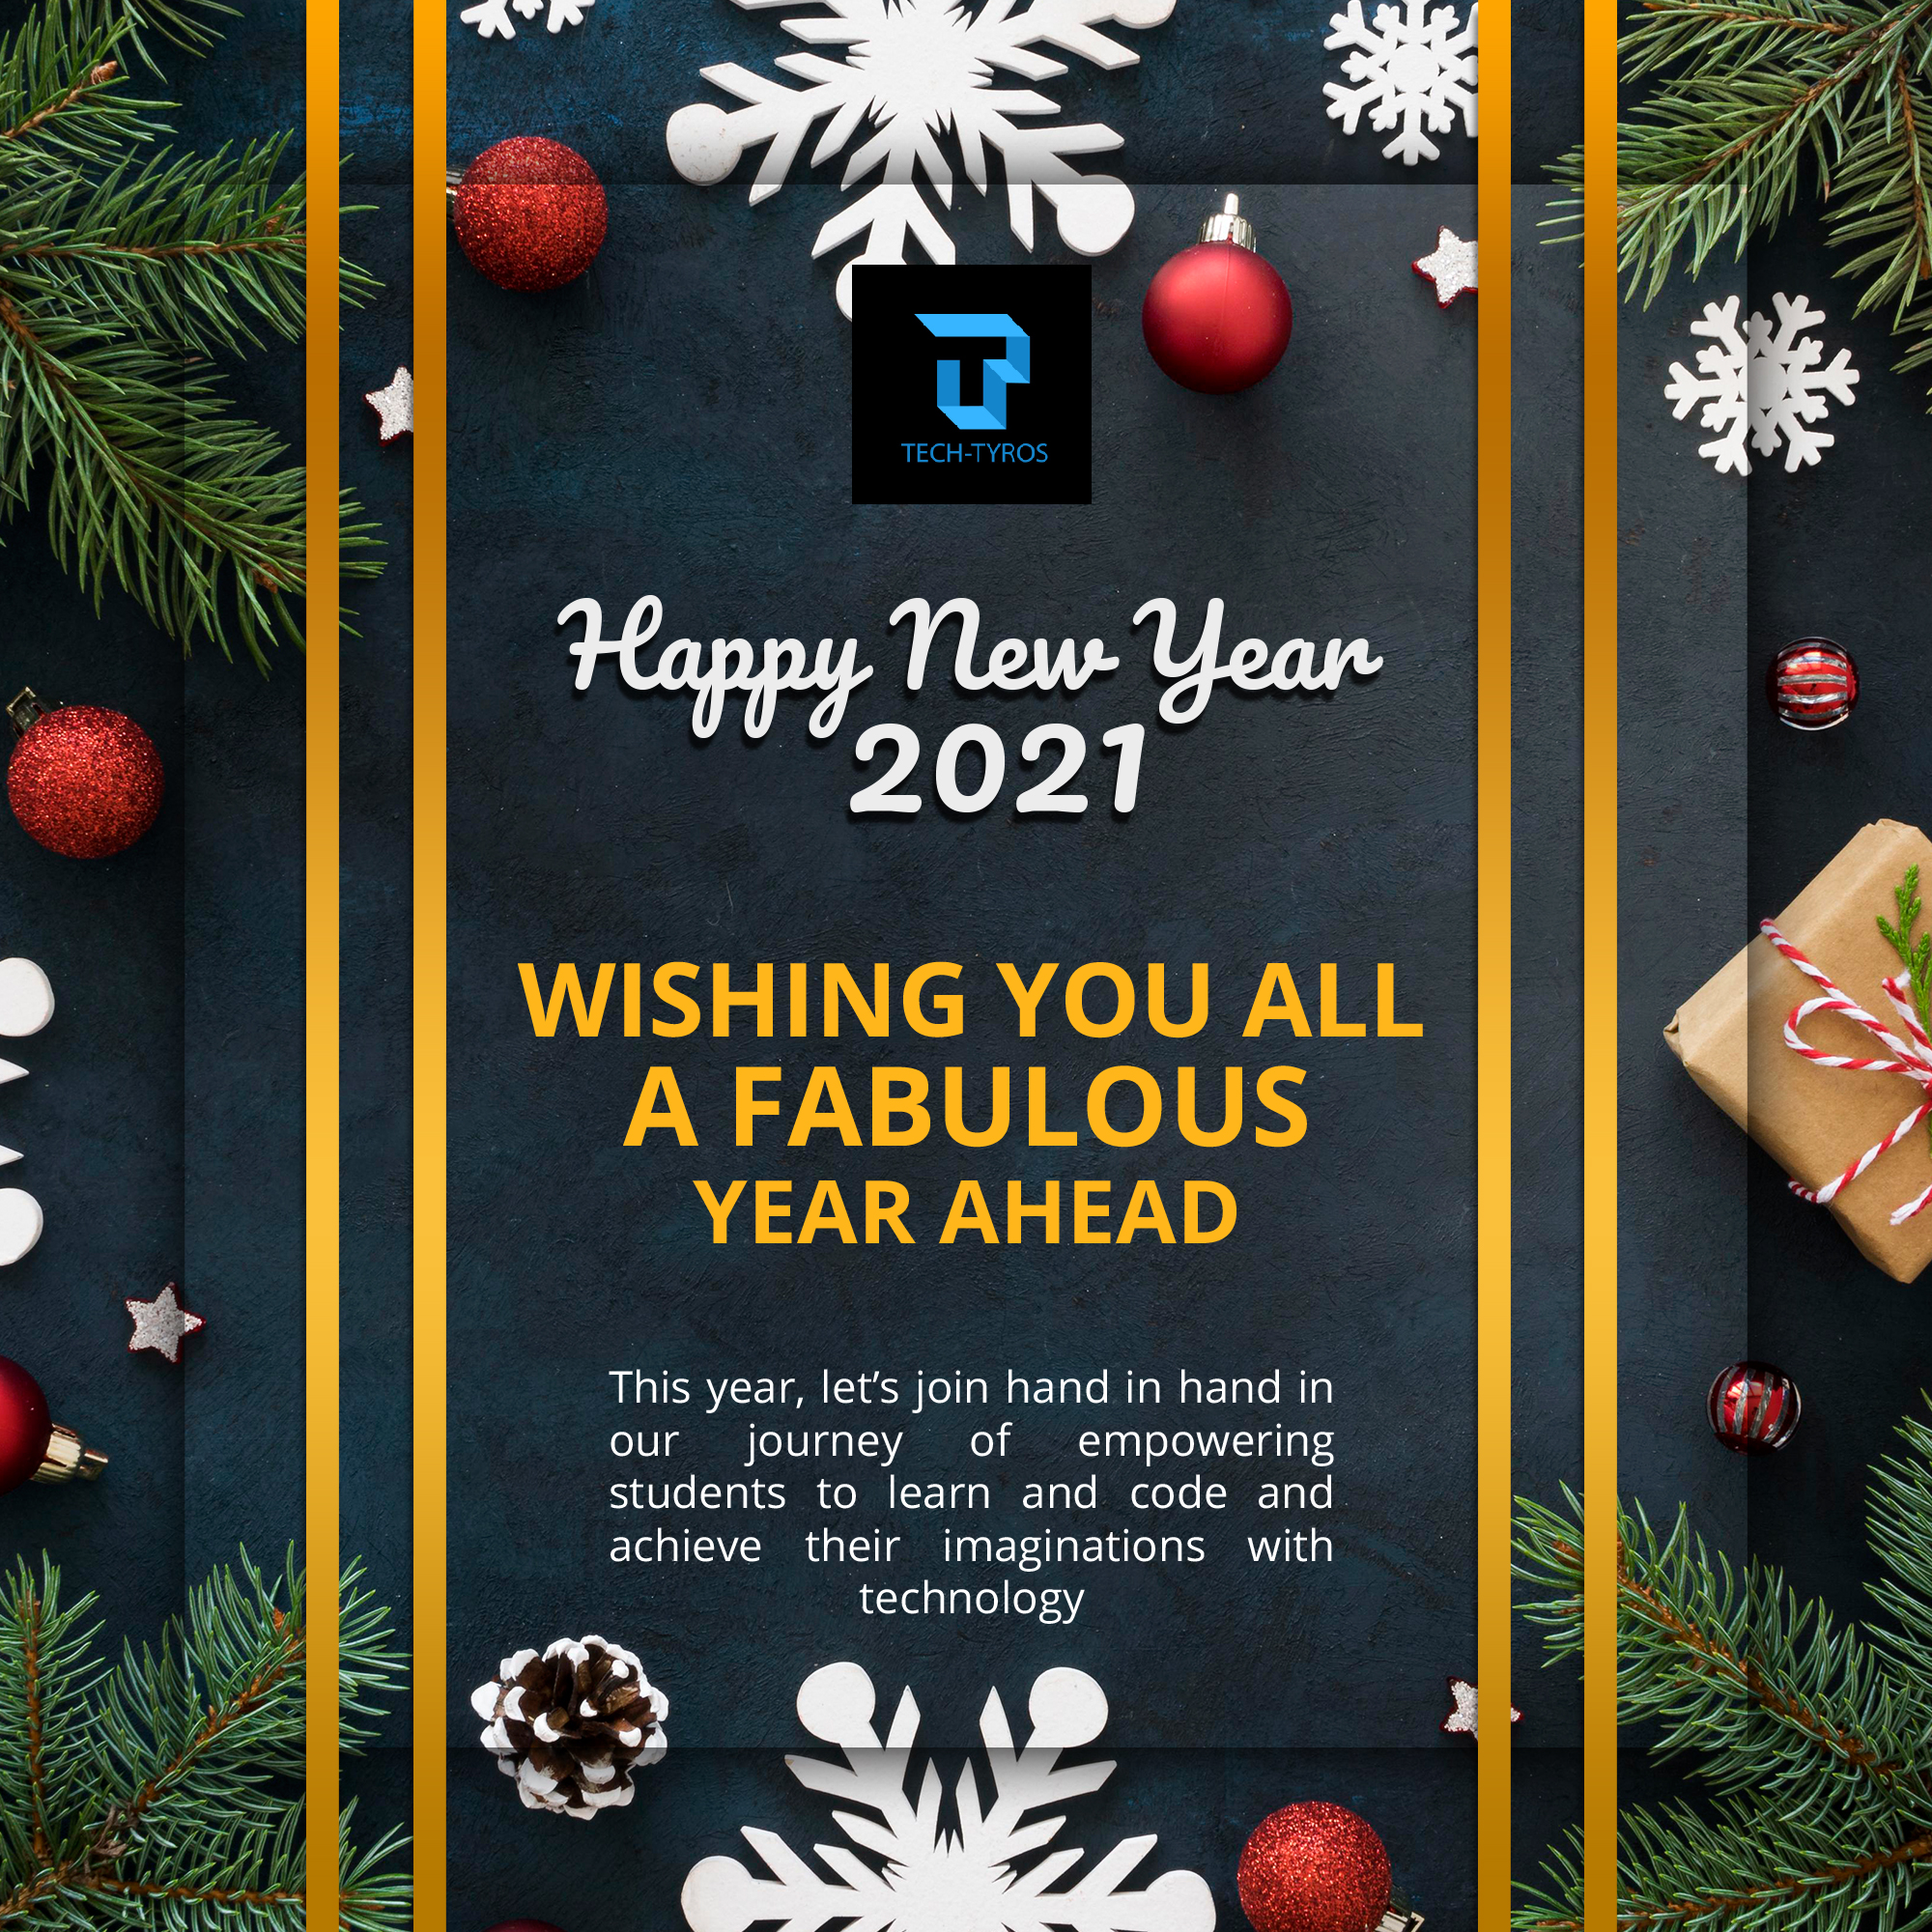 TECH-TYROS
Happy New Year
2021
WISHING YOU ALL
A FABULOUS
YEAR AHEAD
This year, let’s join hand in hand in
our journey of empowering
students to learn and code and
achieve their imaginations with
technology